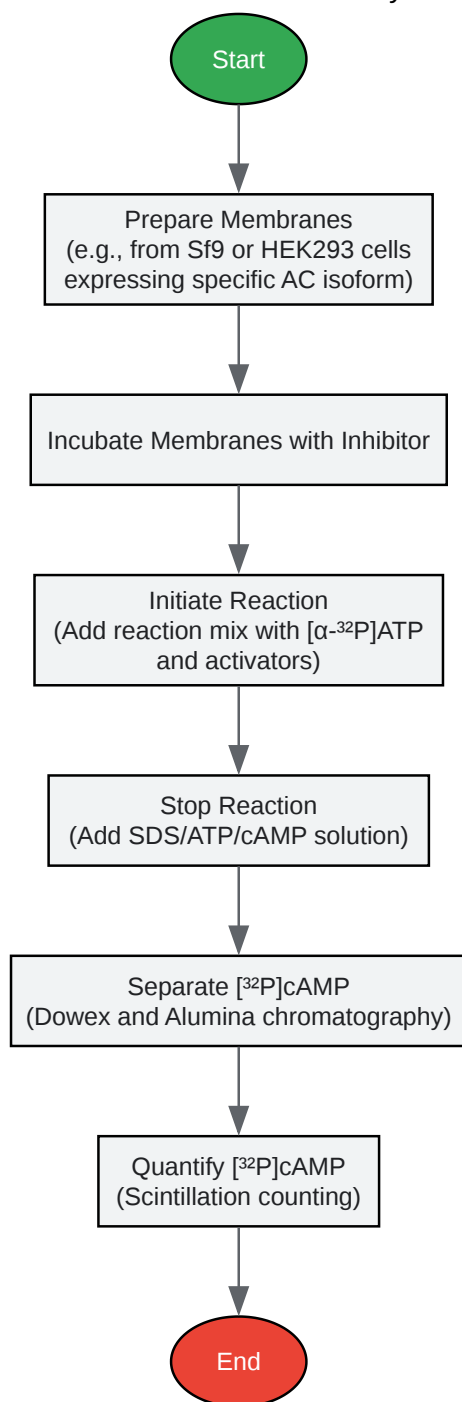 Start
Prepare Membranes
(e.g., from Sf9 or HEK293 cells
expressing specific AC isoform)
Incubate Membranes with Inhibitor
Initiate Reaction
(Add reaction mix with [α-³²P]ATP
and activators)
Stop Reaction
(Add SDS/ATP/cAMP solution)
Separate [³²P]cAMP
(Dowex and Alumina chromatography)
Quantify [³²P]cAMP
(Scintillation counting)
End